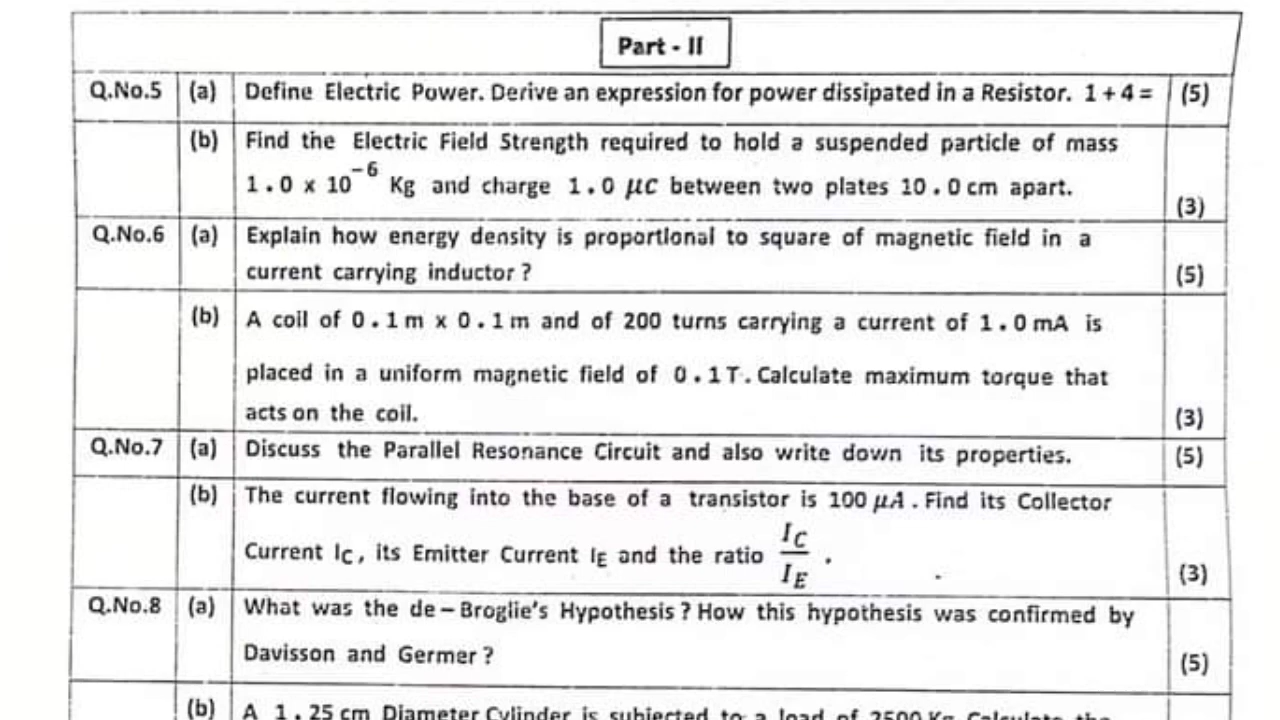 Part - II
Q.No.5 (a) Define Electric Power. Derive an expression for power dissipated in a Resistor. 1 + 4 = (5)
(b) Find the Electric Field Strength required to hold a suspended particle of mass
1.0 x 10⁻⁶ Kg and charge 1.0 μC between two plates 10.0 cm apart.
(3)
Q.No.6 (a) Explain how energy density is proportional to square of magnetic field in a
current carrying inductor ? (5)
(b) A coil of 0.1 m x 0.1 m and of 200 turns carrying a current of 1.0 mA is
placed in a uniform magnetic field of 0.1 T. Calculate maximum torque that
acts on the coil. (3)
Q.No.7 (a) Discuss the Parallel Resonance Circuit and also write down its properties. (5)
(b) The current flowing into the base of a transistor is 100 μA. Find its Collector
Current IC, its Emitter Current IE and the ratio IC / IE . (3)
Q.No.8 (a) What was the de – Broglie's Hypothesis ? How this hypothesis was confirmed by
Davisson and Germer ? (5)
(b) A 1.25 cm Diameter Cylinder is subjected to a load of 2500 Kg. Calculate the